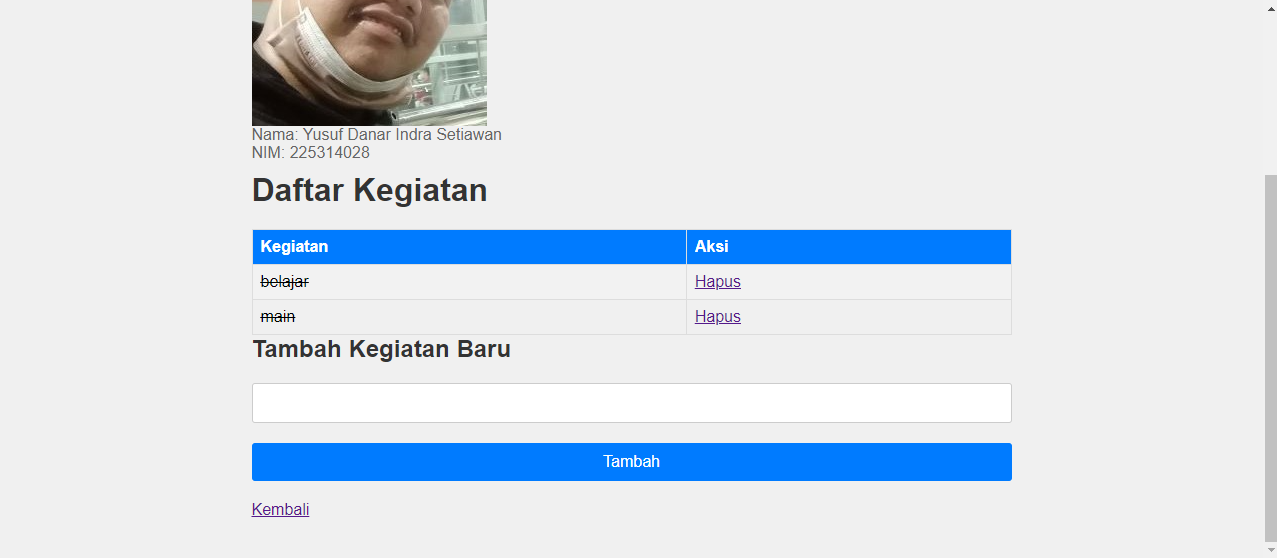 Nama: Yusuf Danar Indra Setiawan
NIM: 225314028
Daftar Kegiatan
Kegiatan Aksi
belajar Hapus
main Hapus
Tambah Kegiatan Baru
Tambah
Kembali